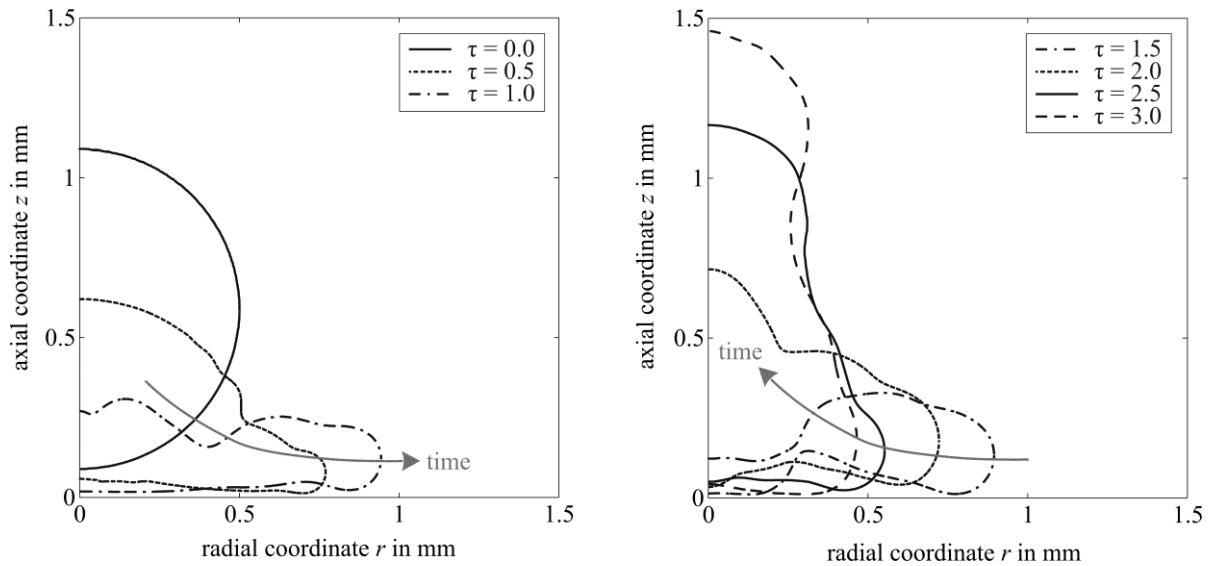 1.5
τ = 0.0
τ = 0.5
τ = 1.0
1
0.5
0
axial coordinate z in mm
time
0
0.5
1
1.5
radial coordinate r in mm
1.5
τ = 1.5
τ = 2.0
τ = 2.5
τ = 3.0
1
0.5
0
axial coordinate z in mm
time
0
0.5
1
1.5
radial coordinate r in mm